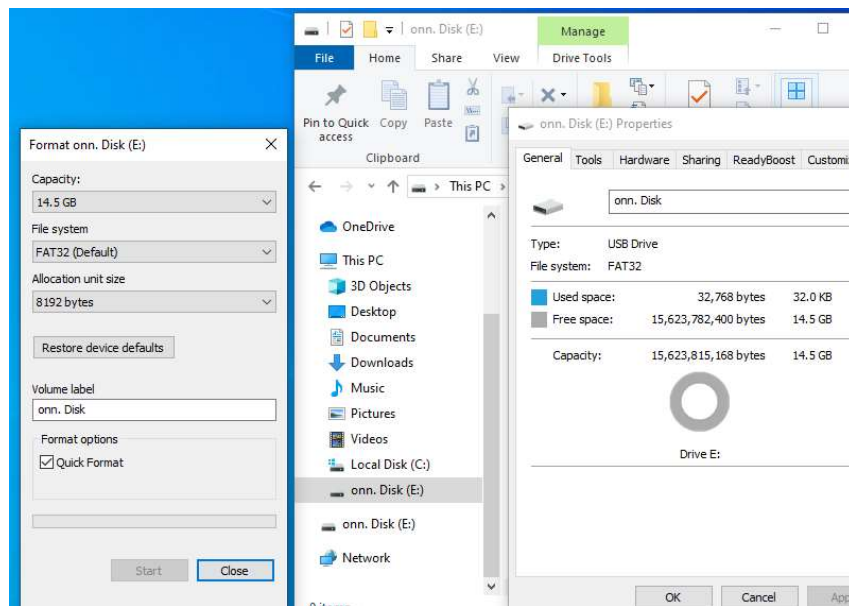 Format onn. Disk (E:)
Capacity:
14.5 GB
File system
FAT32 (Default)
Allocation unit size
8192 bytes
Restore device defaults
Volume label
onn. Disk
Format options
Quick Format
Start
Close
onn. Disk (E:)
Manage
File
Home
Share
View
Drive Tools
Pin to Quick
access
Copy
Paste
Clipboard
This PC
OneDrive
This PC
3D Objects
Desktop
Documents
Downloads
Music
Pictures
Videos
Local Disk (C:)
onn. Disk (E:)
onn. Disk (E:)
Network
onn. Disk (E:) Properties
General
Tools
Hardware
Sharing
ReadyBoost
Customi
onn. Disk
Type: USB Drive
File system: FAT32
Used space: 32,768 bytes 32.0 KB
Free space: 15,623,782,400 bytes 14.5 GB
Capacity: 15,623,815,168 bytes 14.5 GB
Drive E:
OK
Cancel
App